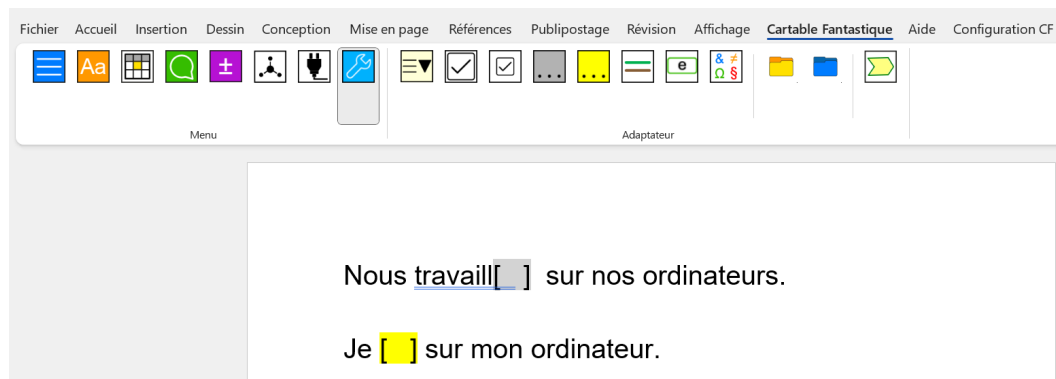 Fichier Accueil Insertion Dessin Conception Mise en page Références Publipostage Révision Affichage Cartable Fantastique Aide Configuration CF
Aa ± ... ... e & ≠ Ω §
Menu Adaptateur
Nous travaill[ ] sur nos ordinateurs.
Je [ ] sur mon ordinateur.